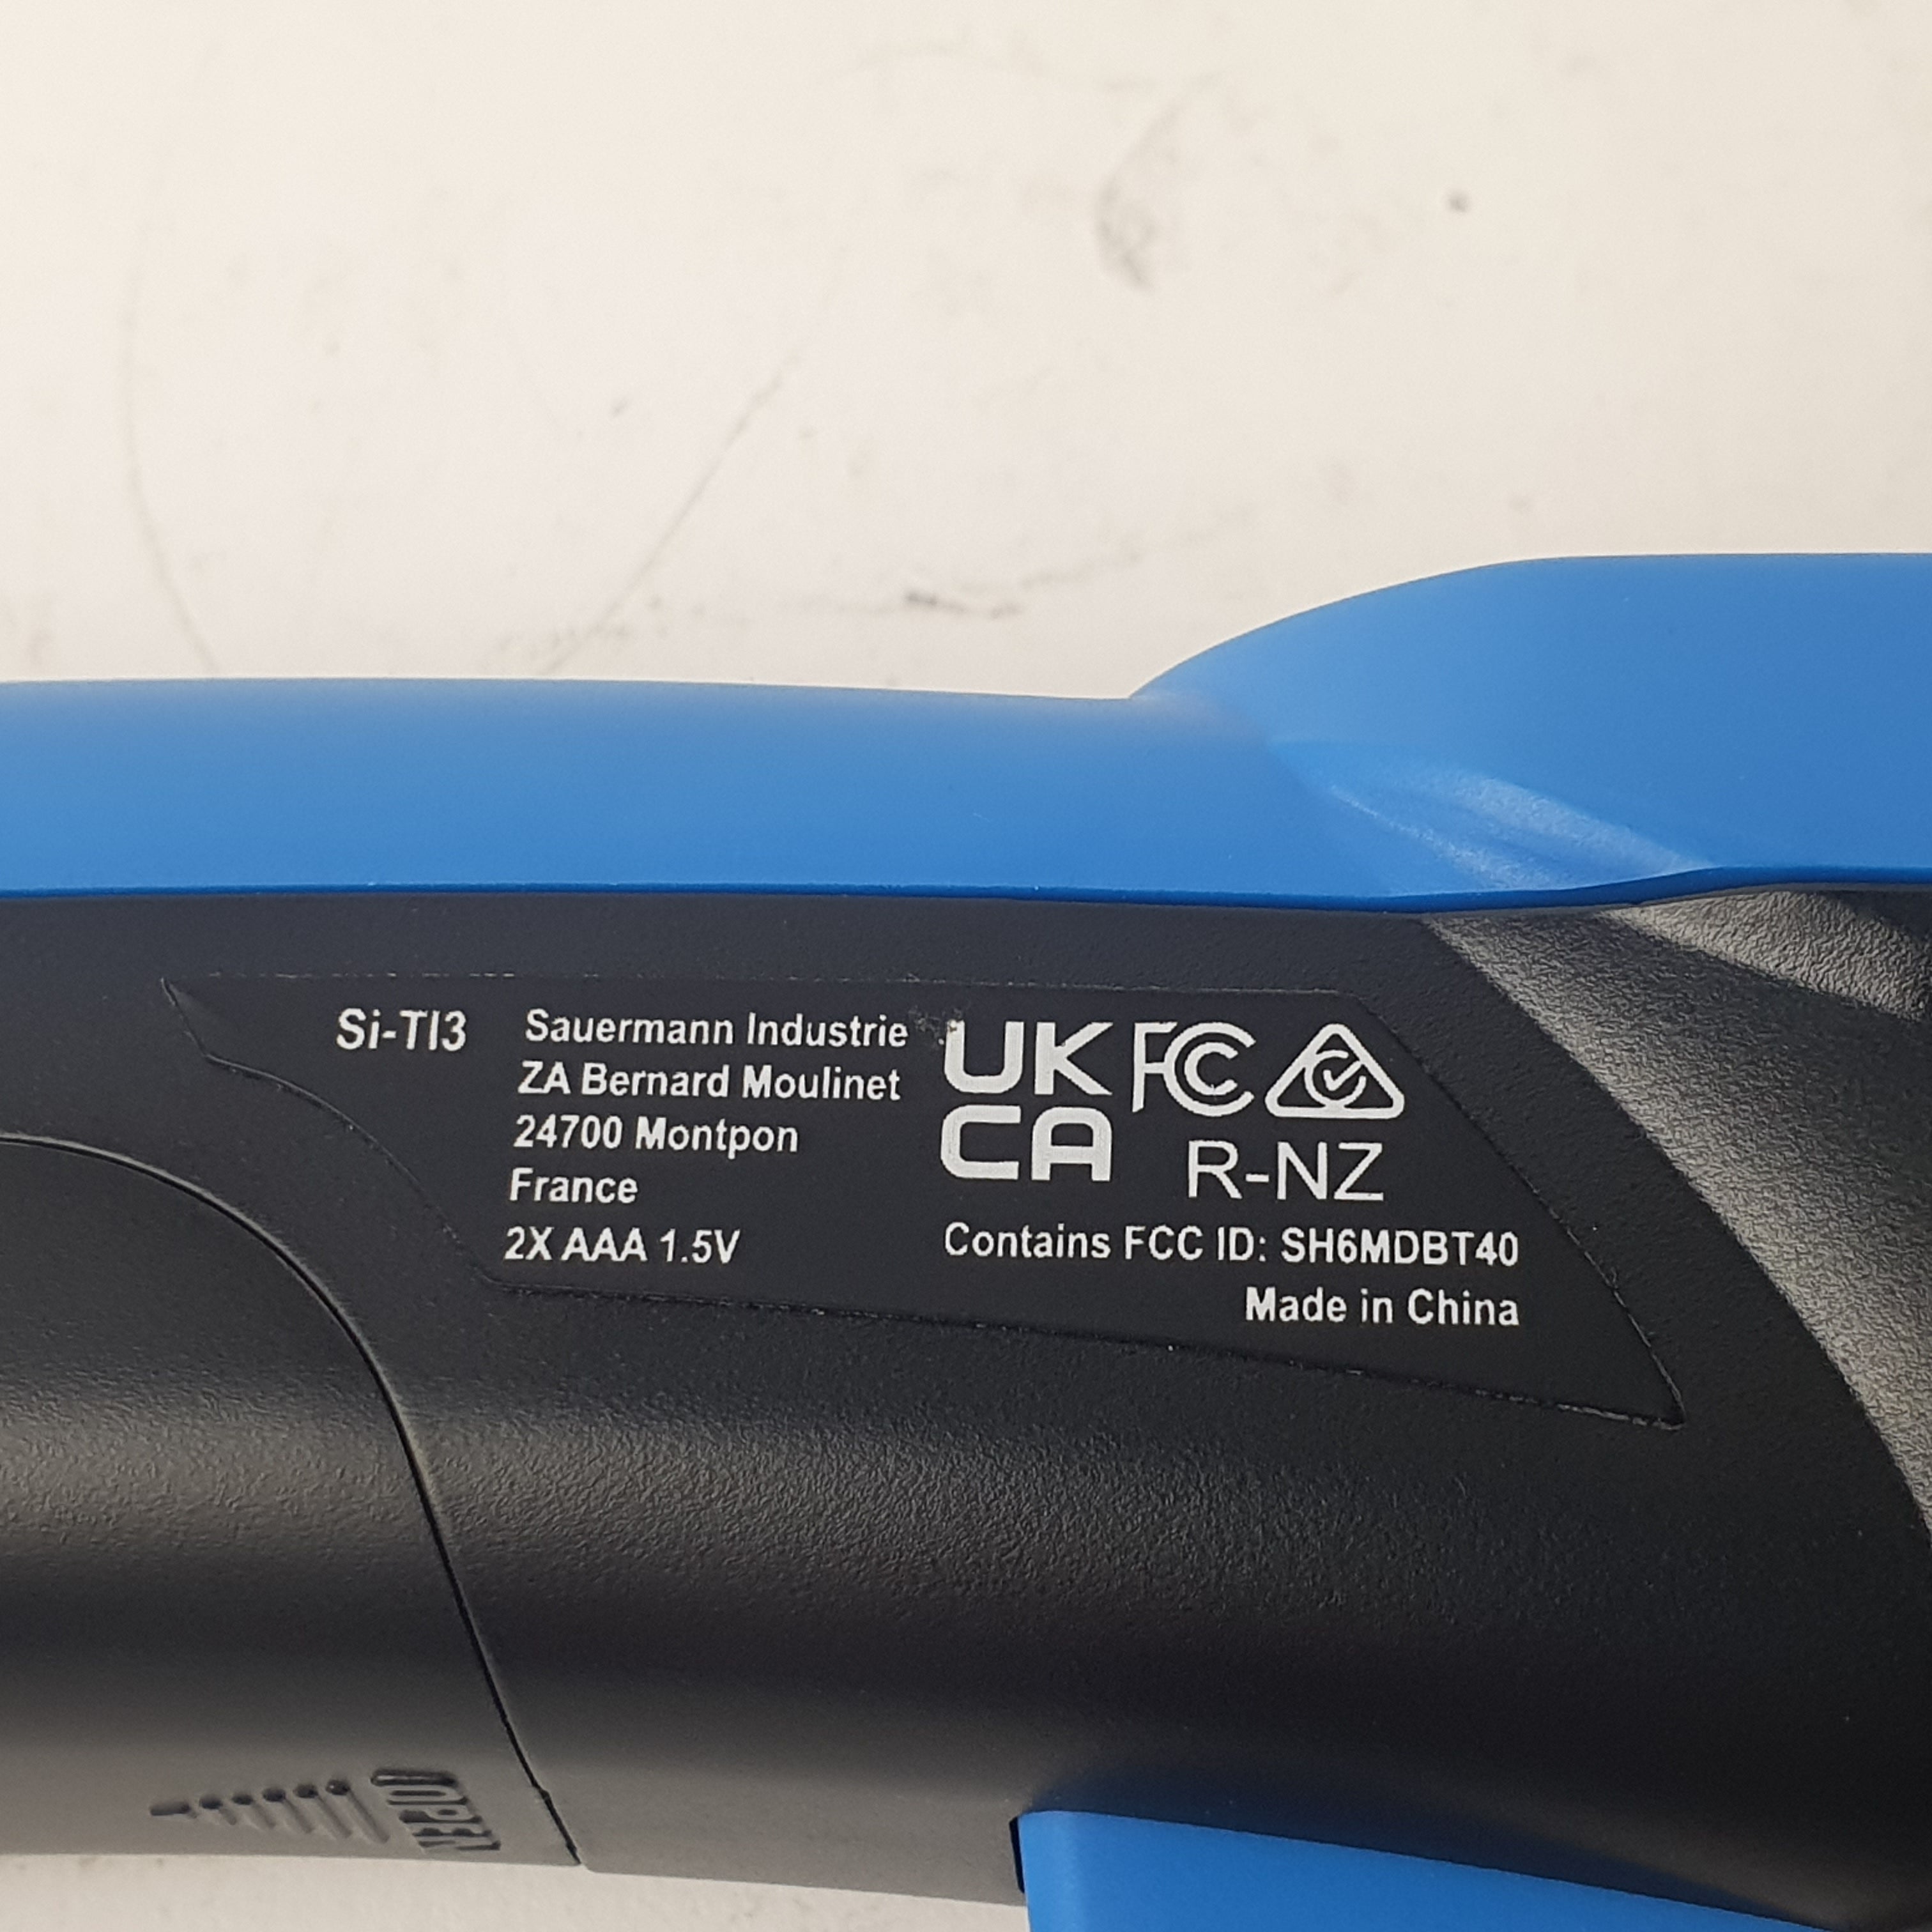 Si-TI3
Sauermann Industrie
ZA Bernard Moulinet
24700 Montpon
France
2X AAA 1.5V
UK
CA
FC
R-NZ
Contains FCC ID: SH6MDBT40
Made in China
OPEN